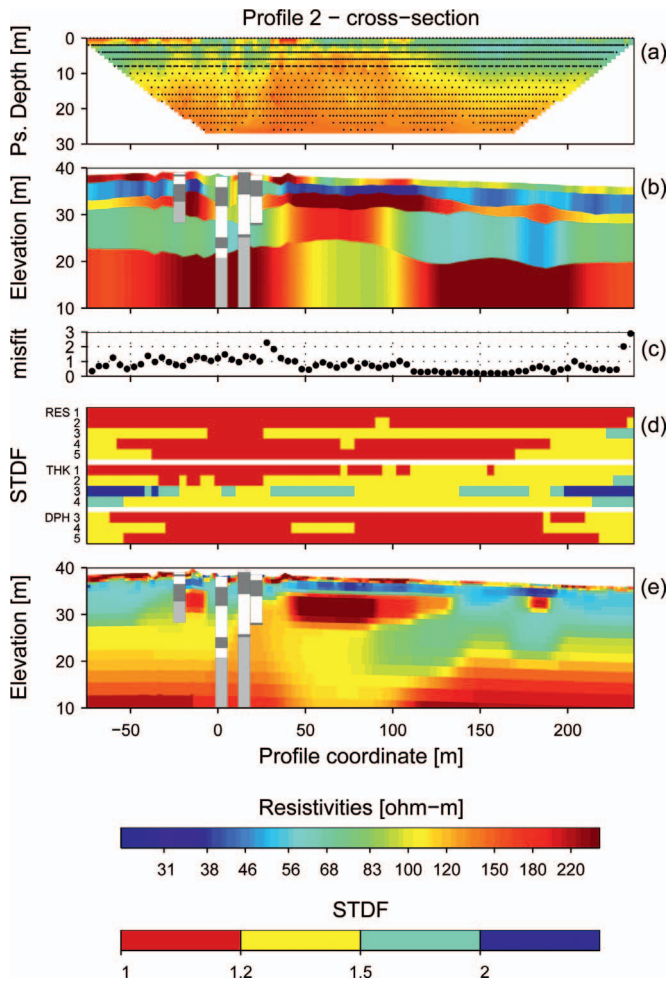 Profile 2 − cross−section
Ps. Depth [m]
0
10
20
30
(a)
Elevation [m]
40
30
20
10
(b)
misfit
3
2
1
0
(c)
STDF
RES 1
2
3
4
5
THK 1
2
3
4
DPH 3
4
5
(d)
Elevation [m]
40
30
20
10
(e)
−50 0 50 100 150 200
Profile coordinate [m]
Resistivities [ohm−m]
31 38 46 56 68 83 100 120 150 180 220
STDF
1 1.2 1.5 2